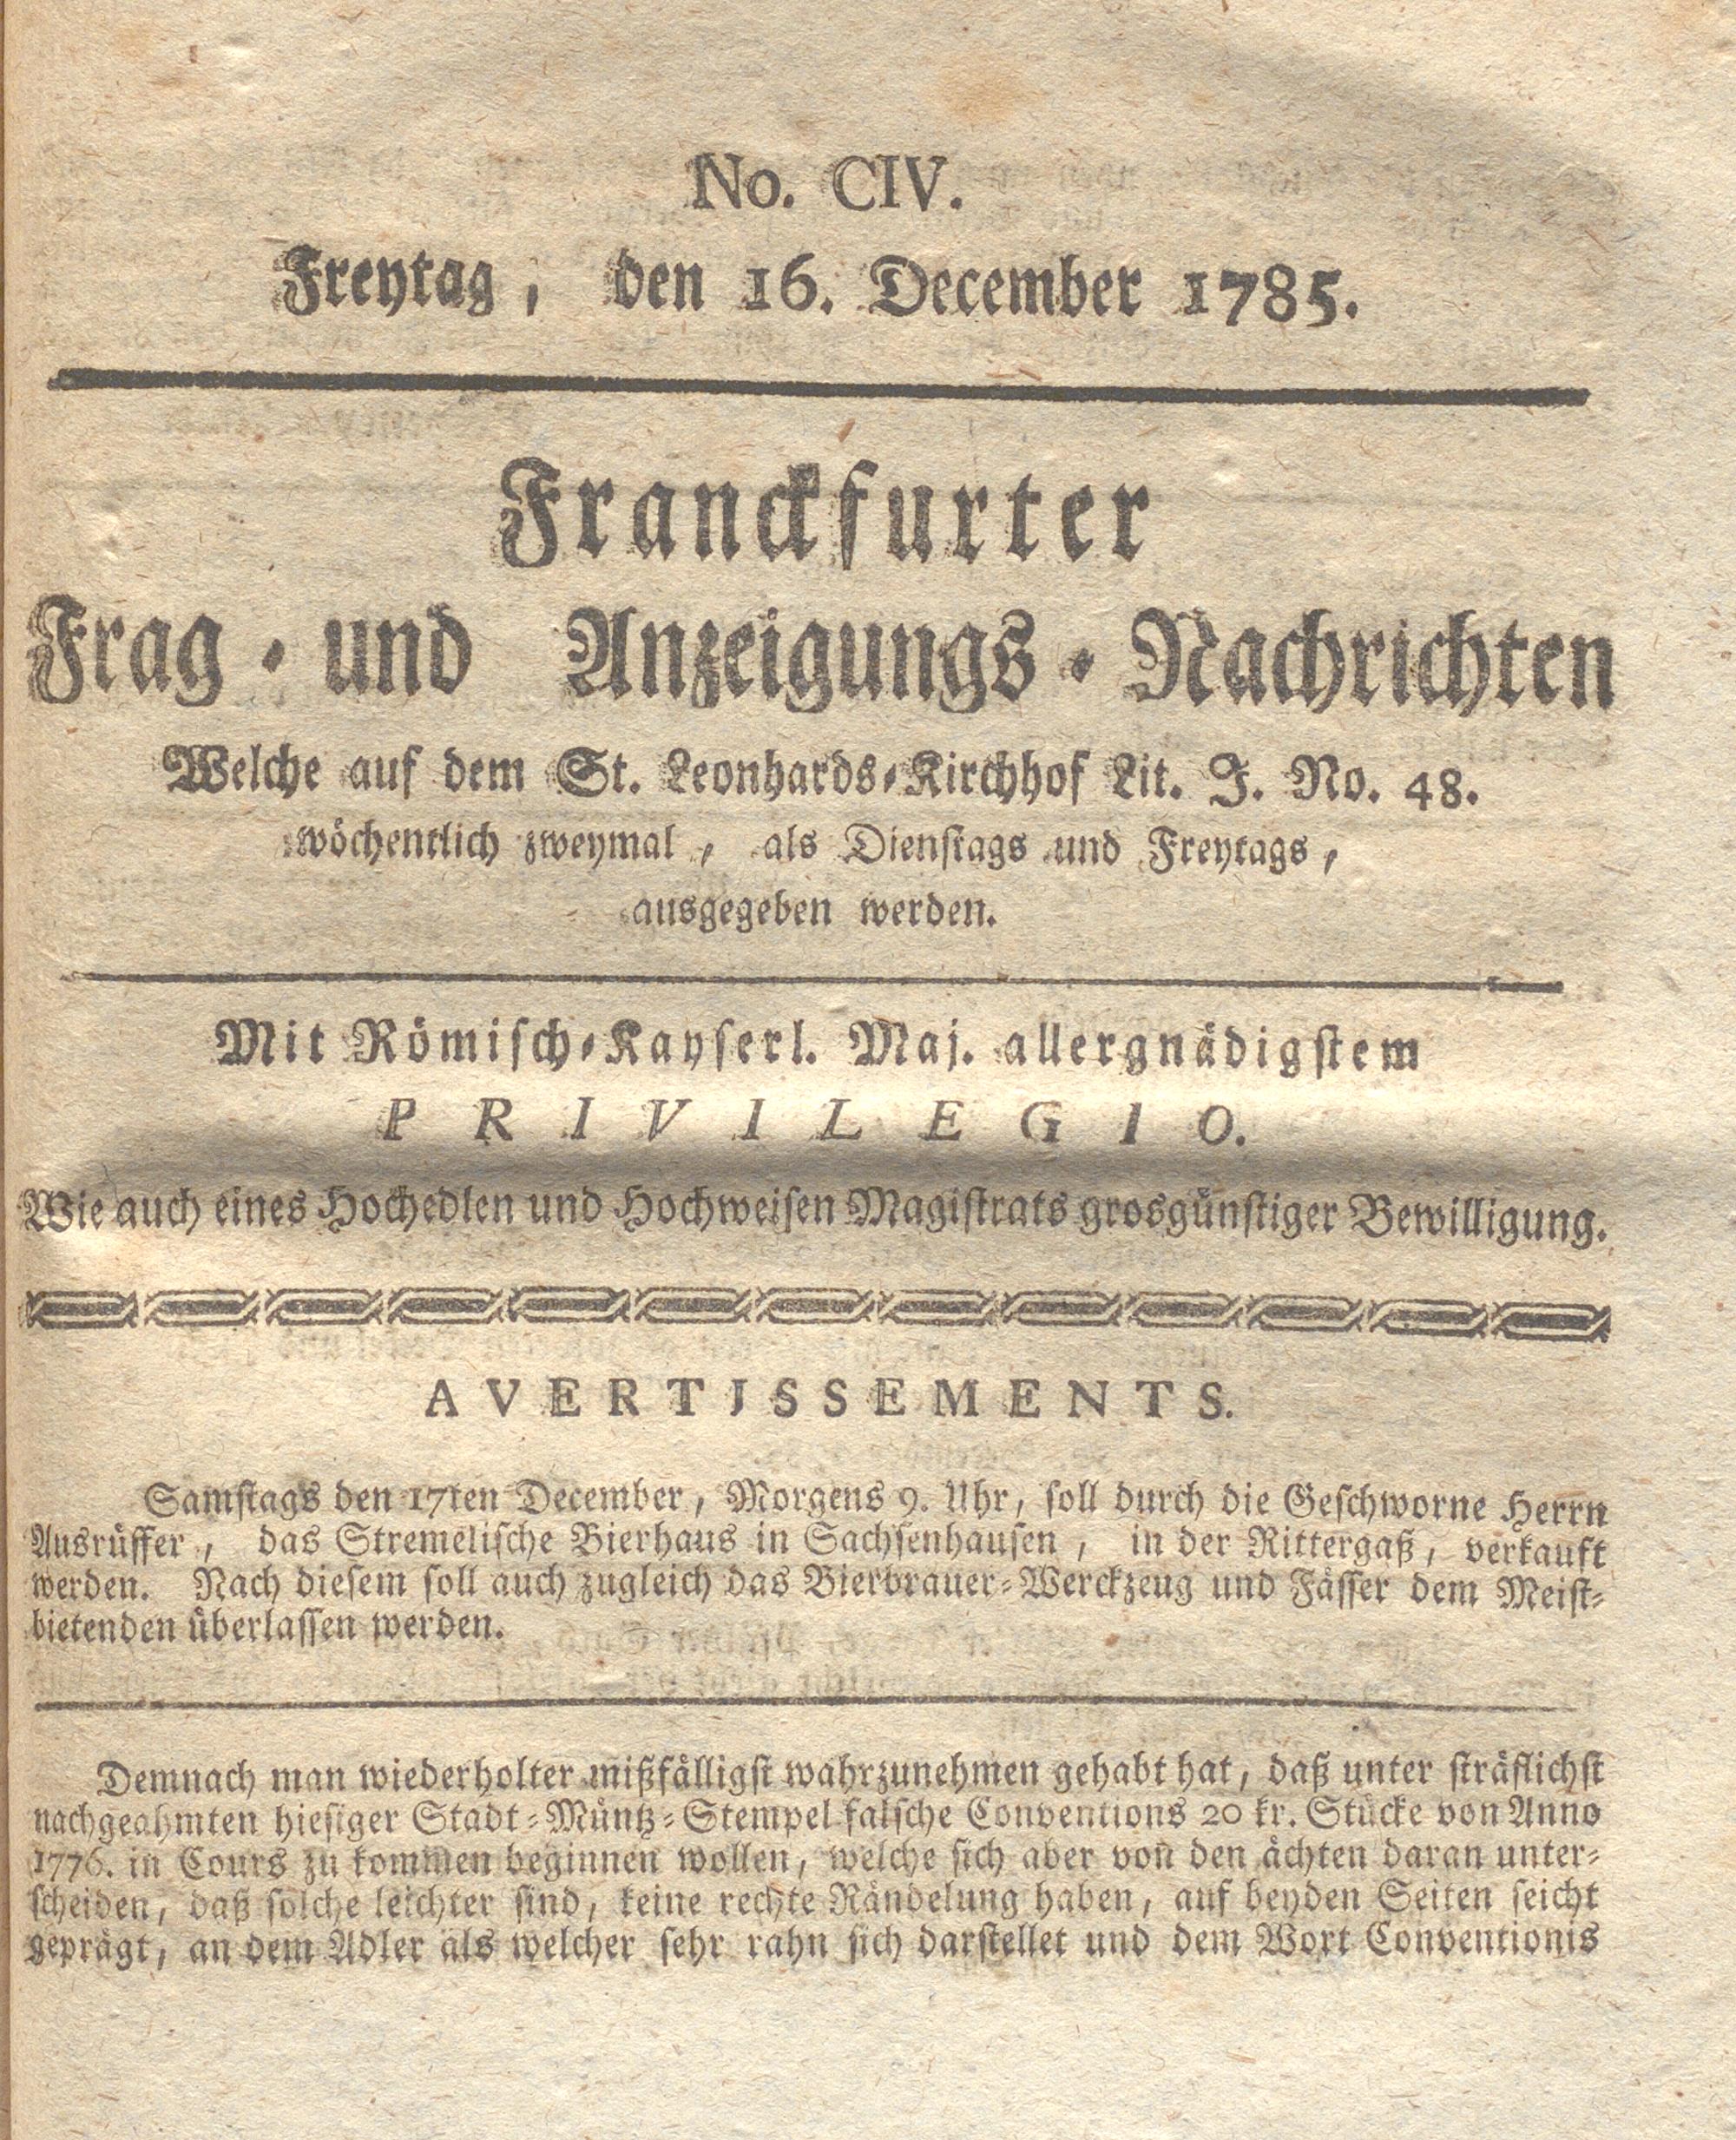 No. CIV.
Freytag, den 16. December 1785.
Franckfurter
Frag- und Anzeigungs-Nachrichten
Welche auf dem St. Leonhards-Kirchhof Lit. J. No. 48.
wöchentlich zweymal, als Dienſtags und Freytags,
ausgegeben werden.
Mit Römiſch-Kayſerl. Maj. allergnädigſtem
PRIVILEGIO.
Wie auch eines Hochedlen und Hochweiſen Magiſtrats grosgünſtiger Bewilligung.
AVERTJSSEMENTS.
Samſtags den 17ten December, Morgens 9. Uhr, ſoll durch die Geſchworne Herrn
Ausrüffer, das Stremeliſche Bierhaus in Sachſenhauſen, in der Rittergaß, verkauft
werden. Nach dieſem ſoll auch zugleich das Bierbrauer-Werckzeug und Fäſſer dem Meiſt-
bietenden überlaſſen werden.
Demnach man wiederholter mißfälligſt wahrzunehmen gehabt hat, daß unter ſträflichſt
nachgeahmten hieſiger Stadt-Müntz-Stempel falſche Conventions 20 kr. Stücke von Anno
1776. in Cours zu kommen beginnen wollen, welche ſich aber von den ächten daran unter-
ſcheiden, daß ſolche leichter ſind, keine rechte Rändelung haben, auf beyden Seiten ſeicht
geprägt, an dem Adler als welcher ſehr rahn ſich darſtellet und dem Wort Conventionis